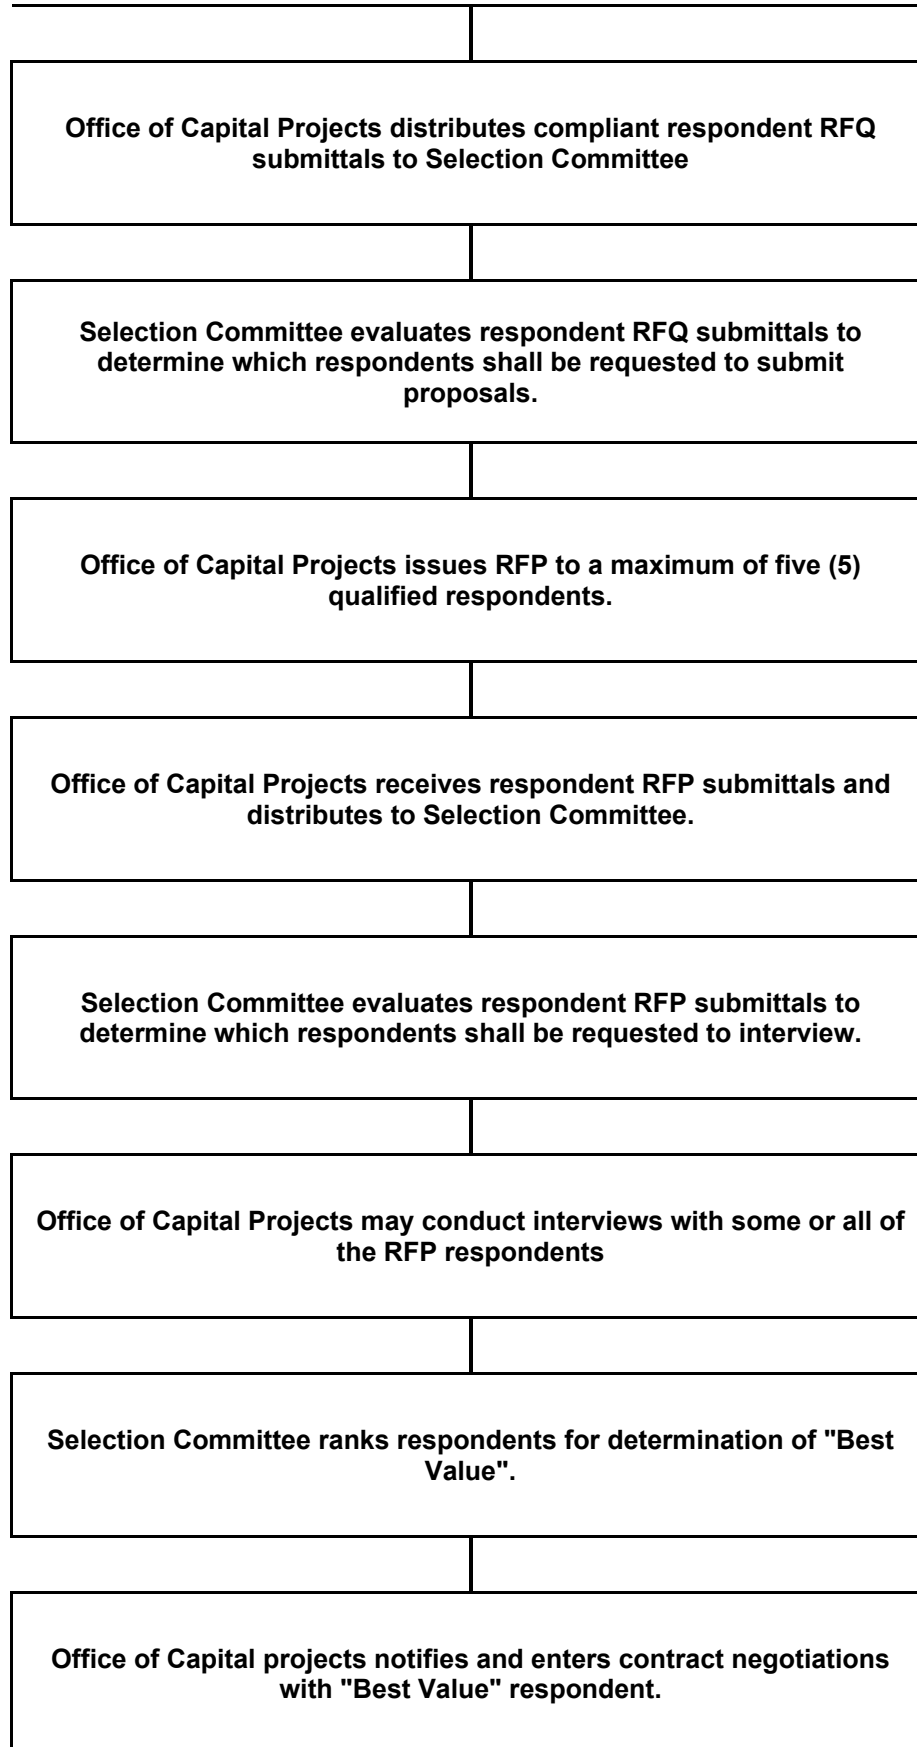 Office of Capital Projects distributes compliant respondent RFQ
submittals to Selection Committee
Selection Committee evaluates respondent RFQ submittals to
determine which respondents shall be requested to submit
proposals.
Office of Capital Projects issues RFP to a maximum of five (5)
qualified respondents.
Office of Capital Projects receives respondent RFP submittals and
distributes to Selection Committee.
Selection Committee evaluates respondent RFP submittals to
determine which respondents shall be requested to interview.
Office of Capital Projects may conduct interviews with some or all of
the RFP respondents
Selection Committee ranks respondents for determination of "Best
Value".
Office of Capital projects notifies and enters contract negotiations
with "Best Value" respondent.